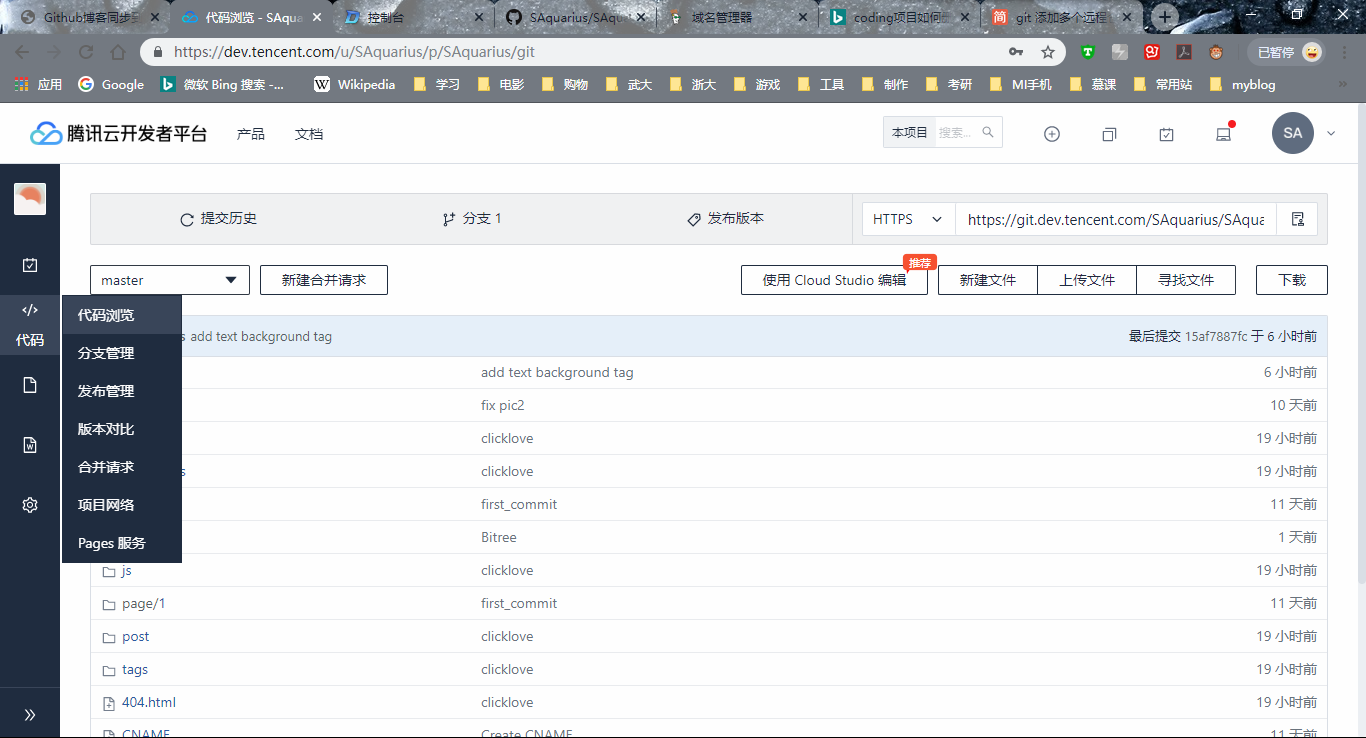 Github博客同步到
代码浏览 - SAqua
控制台
SAquarius/SAqu
域名管理器
coding项目如何
git 添加多个远程
https://dev.tencent.com/u/SAquarius/p/SAquarius/git
已暂停
应用 Google 微软 Bing 搜索 -... Wikipedia 学习 电影 购物 武大 浙大 游戏 工具 制作 考研 MI手机 慕课 常用站 myblog
腾讯云开发者平台 产品 文档 本项目 搜索... SA
提交历史 分支 1 发布版本 HTTPS https://git.dev.tencent.com/SAquarius/SAqua
推荐
master 新建合并请求 使用 Cloud Studio 编辑 新建文件 上传文件 寻找文件 下载
代码
代码浏览
分支管理
发布管理
版本对比
合并请求
项目网络
Pages 服务
s add text background tag 最后提交 15af7887fc 于 6 小时前
add text background tag 6 小时前
fix pic2 10 天前
clicklove 19 小时前
s clicklove 19 小时前
first_commit 11 天前
Bitree 1 天前
js clicklove 19 小时前
page/1 first_commit 11 天前
post clicklove 19 小时前
tags clicklove 19 小时前
404.html clicklove 19 小时前
CNAME Create CNAME 11 天前